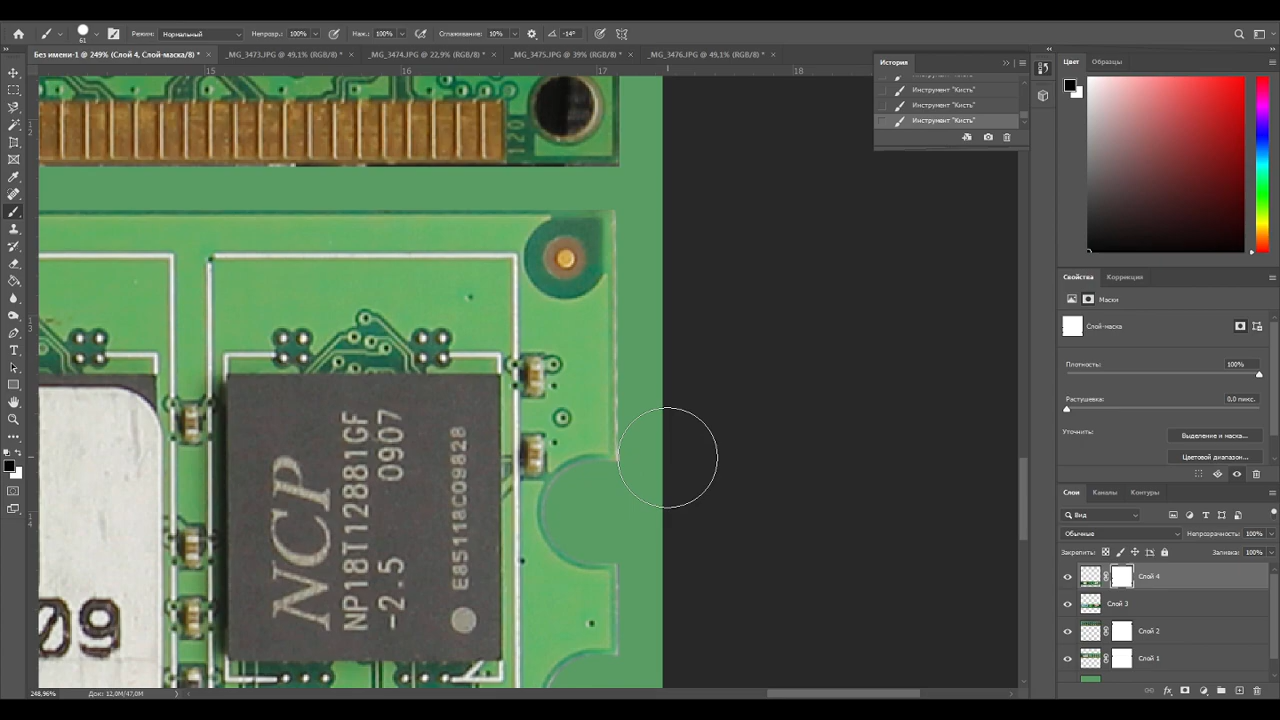 61
Режим:
Нормальный
Непрозр.:
100%
Наж.:
100%
Сглаживание:
10%
-14°
Без имени-1 @ 249% (Слой 4, Слой-маска/8) *
_MG_3473.JPG @ 49,1% (RGB/8) *
_MG_3474.JPG @ 22,9% (RGB/8) *
_MG_3475.JPG @ 39% (RGB/8) *
_MG_3476.JPG @ 49,1% (RGB/8) *
15
16
17
18
История
Инструмент "Кисть"
Инструмент "Кисть"
Инструмент "Кисть"
120
Цвет
Образцы
Свойства
Коррекция
Маски
Слой-маска
Плотность:
100%
Растушевка:
0,0 пикс.
Уточнить:
Выделение и маска...
Цветовой диапазон...
Слои
Каналы
Контуры
Вид
Обычные
Непрозрачность:
100%
Закрепить:
Заливка:
100%
Слой 4
Слой 3
Слой 2
Слой 1
NCP
NP18T12881GF
-2.5 0907
E85118C09828
09
248,96%
Док: 12,0M/47,0M